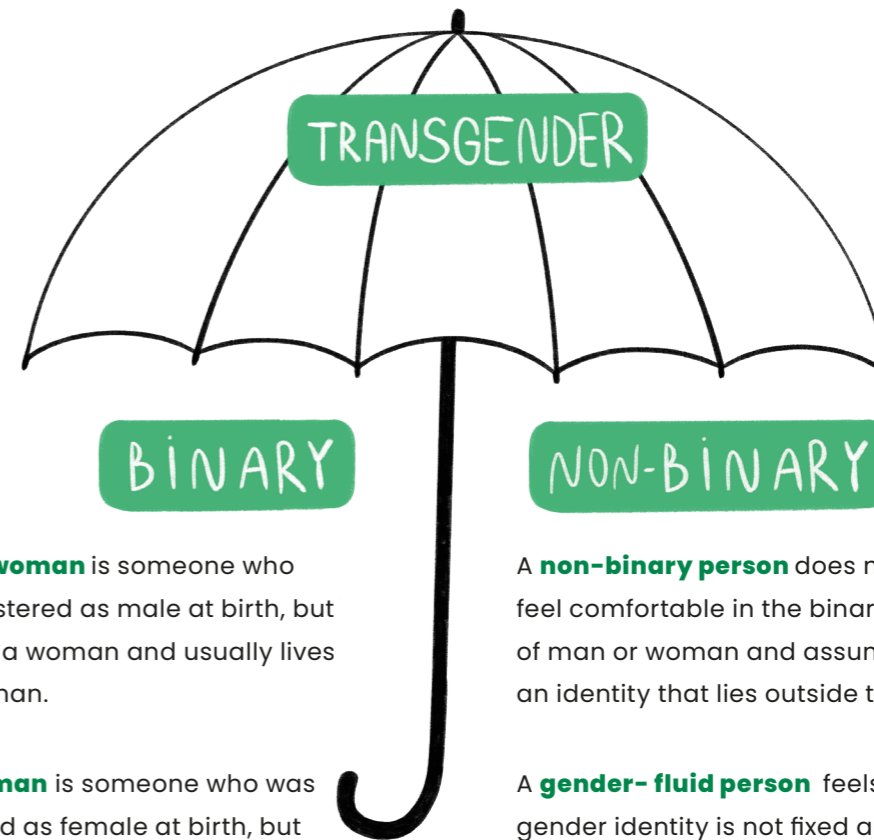 TRANSGENDER
BINARY
NON-BINARY
woman is someone who
stered as male at birth, but
a woman and usually lives
man.
man is someone who was
d as female at birth, but
A non-binary person does n
feel comfortable in the binar
of man or woman and assum
an identity that lies outside t
A gender- fluid person feels
gender identity is not fixed a